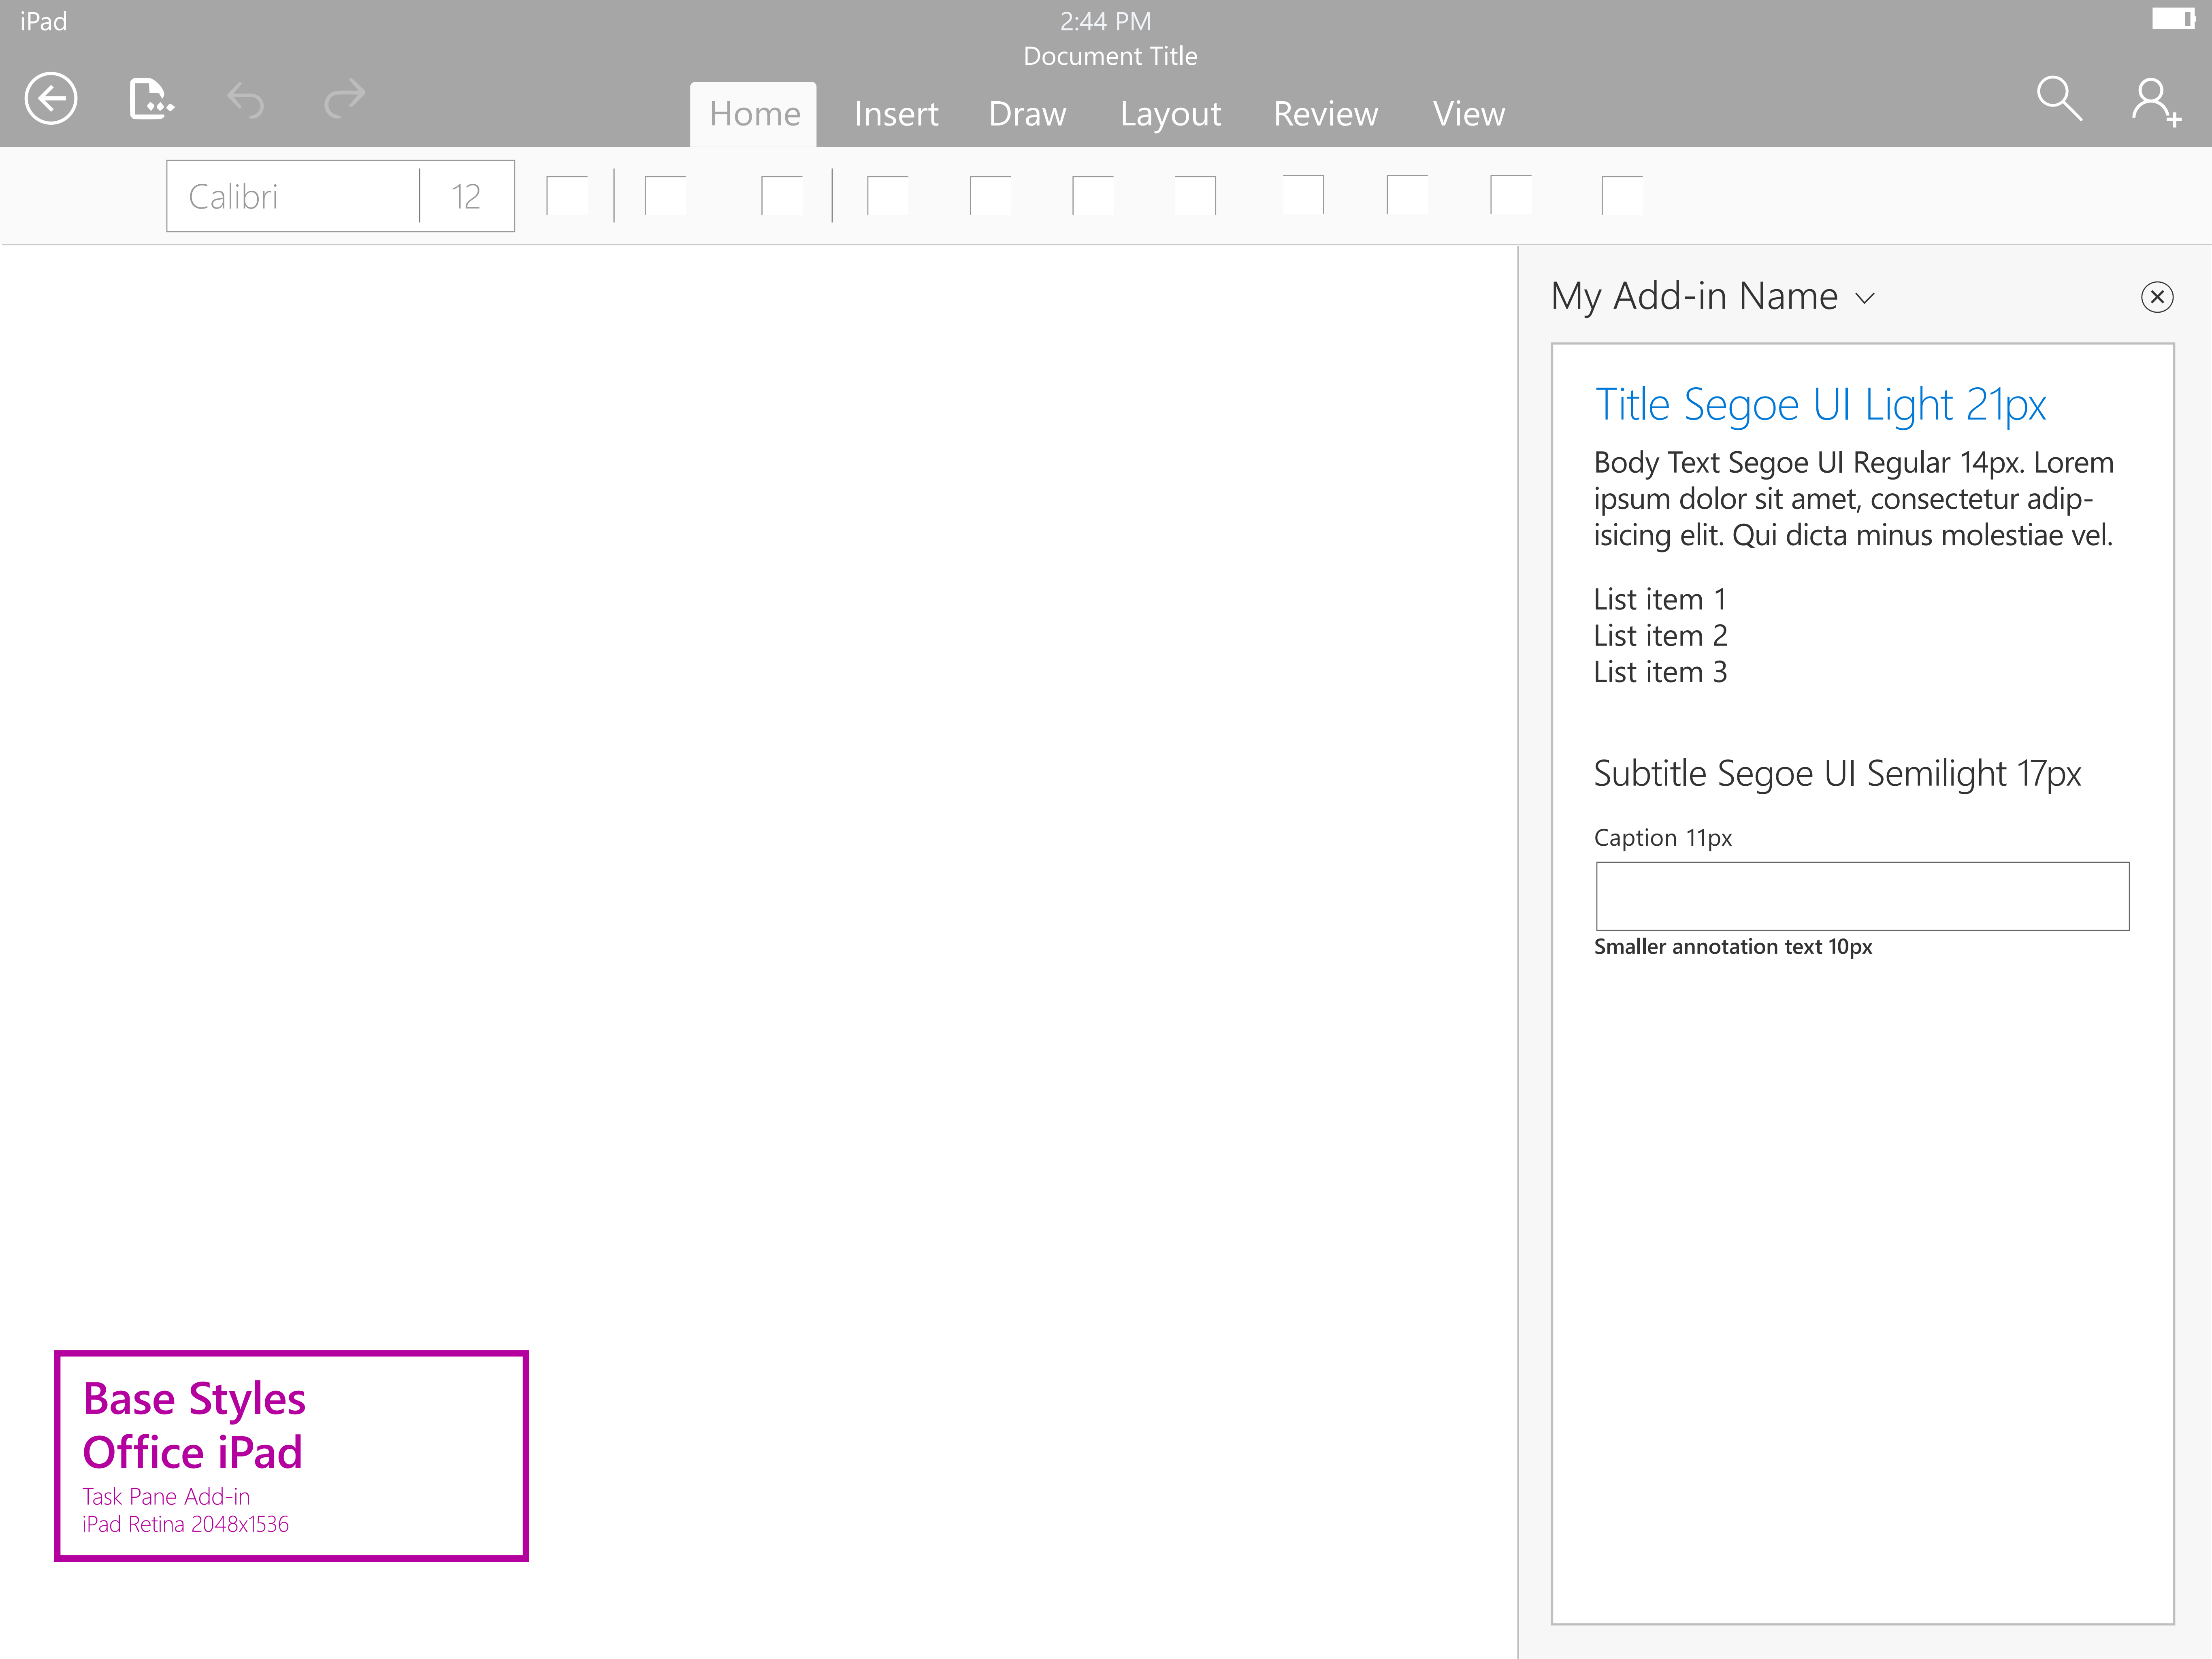 iPad
2:44 PM
Document Title
Home Insert Draw Layout Review View
Calibri 12
My Add-in Name
Title Segoe UI Light 21px
Body Text Segoe UI Regular 14px. Lorem
ipsum dolor sit amet, consectetur adip-
isicing elit. Qui dicta minus molestiae vel.
List item 1
List item 2
List item 3
Subtitle Segoe UI Semilight 17px
Caption 11px
Smaller annotation text 10px
Base Styles
Office iPad
Task Pane Add-in
iPad Retina 2048x1536